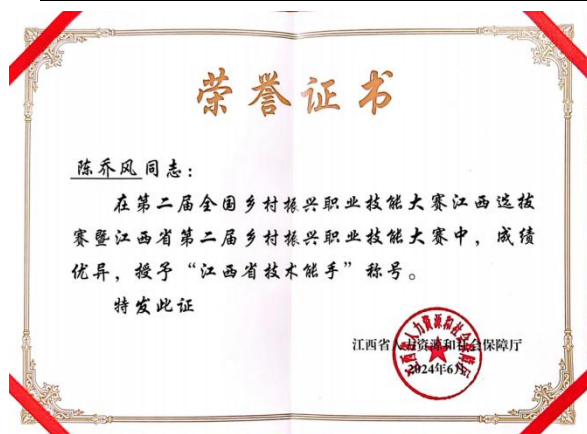 荣誉证书
陈乔风同志：
在第二届全国乡村振兴职业技能大赛江西选拔
赛暨江西省第二届乡村振兴职业技能大赛中，成绩
优异，授予“江西省技术能手”称号。
特发此证
江西省人力资源和社会保障厅
2024年6月